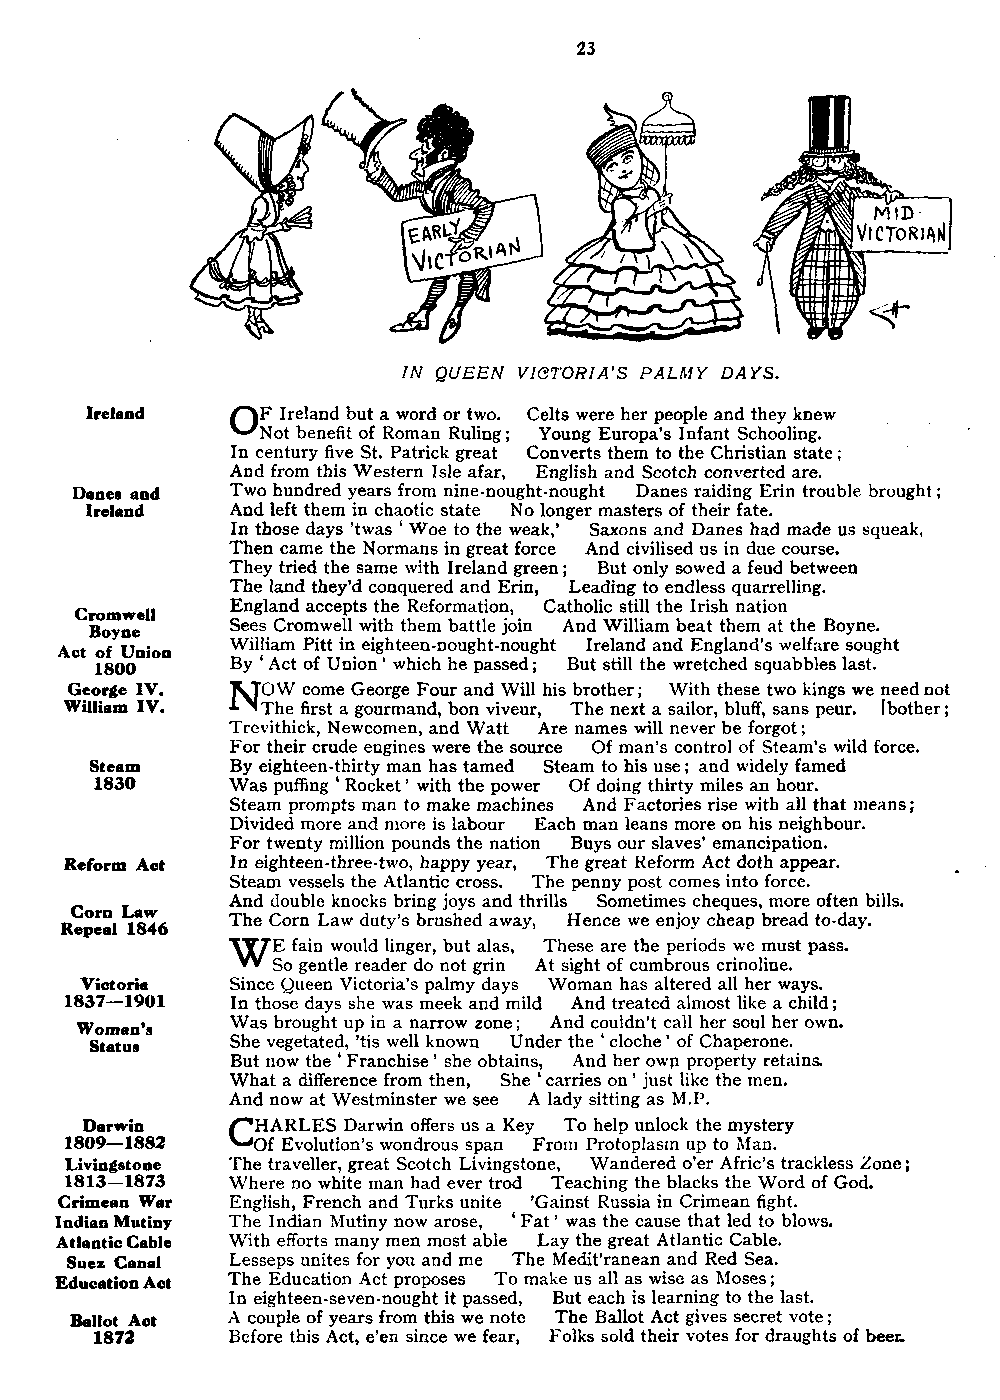 23
EARLY
VICTORIAN
MID-
VICTORIAN
IN QUEEN VICTORIA'S PALMY DAYS.
Ireland
OF Ireland but a word or two. Celts were her people and they knew
Not benefit of Roman Ruling; Young Europa's Infant Schooling.
In century five St. Patrick great Converts them to the Christian state;
And from this Western Isle afar, English and Scotch converted are.
Danes and
Ireland
Two hundred years from nine-nought-nought Danes raiding Erin trouble brought;
And left them in chaotic state No longer masters of their fate.
In those days 'twas ' Woe to the weak,' Saxons and Danes had made us squeak,
Then came the Normans in great force And civilised us in due course.
They tried the same with Ireland green; But only sowed a feud between
The land they'd conquered and Erin, Leading to endless quarrelling.
England accepts the Reformation, Catholic still the Irish nation
Cromwell
Boyne
Sees Cromwell with them battle join And William beat them at the Boyne.
Act of Union
1800
William Pitt in eighteen-nought-nought Ireland and England's welfare sought
By ' Act of Union ' which he passed; But still the wretched squabbles last.
George IV.
William IV.
NOW come George Four and Will his brother; With these two kings we need not
The first a gourmand, bon viveur, The next a sailor, bluff, sans peur. [bother;
Trevithick, Newcomen, and Watt Are names will never be forgot;
For their crude engines were the source Of man's control of Steam's wild force.
Steam
1830
By eighteen-thirty man has tamed Steam to his use; and widely famed
Was puffing ' Rocket ' with the power Of doing thirty miles an hour.
Steam prompts man to make machines And Factories rise with all that means;
Divided more and more is labour Each man leans more on his neighbour.
For twenty million pounds the nation Buys our slaves' emancipation.
Reform Act
In eighteen-three-two, happy year, The great Reform Act doth appear.
Steam vessels the Atlantic cross. The penny post comes into force.
And double knocks bring joys and thrills Sometimes cheques, more often bills.
Corn Law
Repeal 1846
The Corn Law duty's brushed away, Hence we enjoy cheap bread to-day.
WE fain would linger, but alas, These are the periods we must pass.
So gentle reader do not grin At sight of cumbrous crinoline.
Victoria
1837—1901
Since Queen Victoria's palmy days Woman has altered all her ways.
In those days she was meek and mild And treated almost like a child;
Woman's
Status
Was brought up in a narrow zone; And couldn't call her soul her own.
She vegetated, 'tis well known Under the ' cloche ' of Chaperone.
But now the ' Franchise ' she obtains, And her own property retains.
What a difference from then, She ' carries on ' just like the men.
And now at Westminster we see A lady sitting as M.P.
Darwin
1809—1882
CHARLES Darwin offers us a Key To help unlock the mystery
Of Evolution's wondrous span From Protoplasm up to Man.
Livingstone
1813—1873
The traveller, great Scotch Livingstone, Wandered o'er Afric's trackless Zone;
Where no white man had ever trod Teaching the blacks the Word of God.
Crimean War
English, French and Turks unite 'Gainst Russia in Crimean fight.
Indian Mutiny
The Indian Mutiny now arose, ' Fat ' was the cause that led to blows.
Atlantic Cable
With efforts many men most able Lay the great Atlantic Cable.
Suez Canal
Lesseps unites for you and me The Medit'ranean and Red Sea.
Education Act
The Education Act proposes To make us all as wise as Moses;
In eighteen-seven-nought it passed, But each is learning to the last.
Ballot Act
1872
A couple of years from this we note The Ballot Act gives secret vote;
Before this Act, e'en since we fear, Folks sold their votes for draughts of beer.